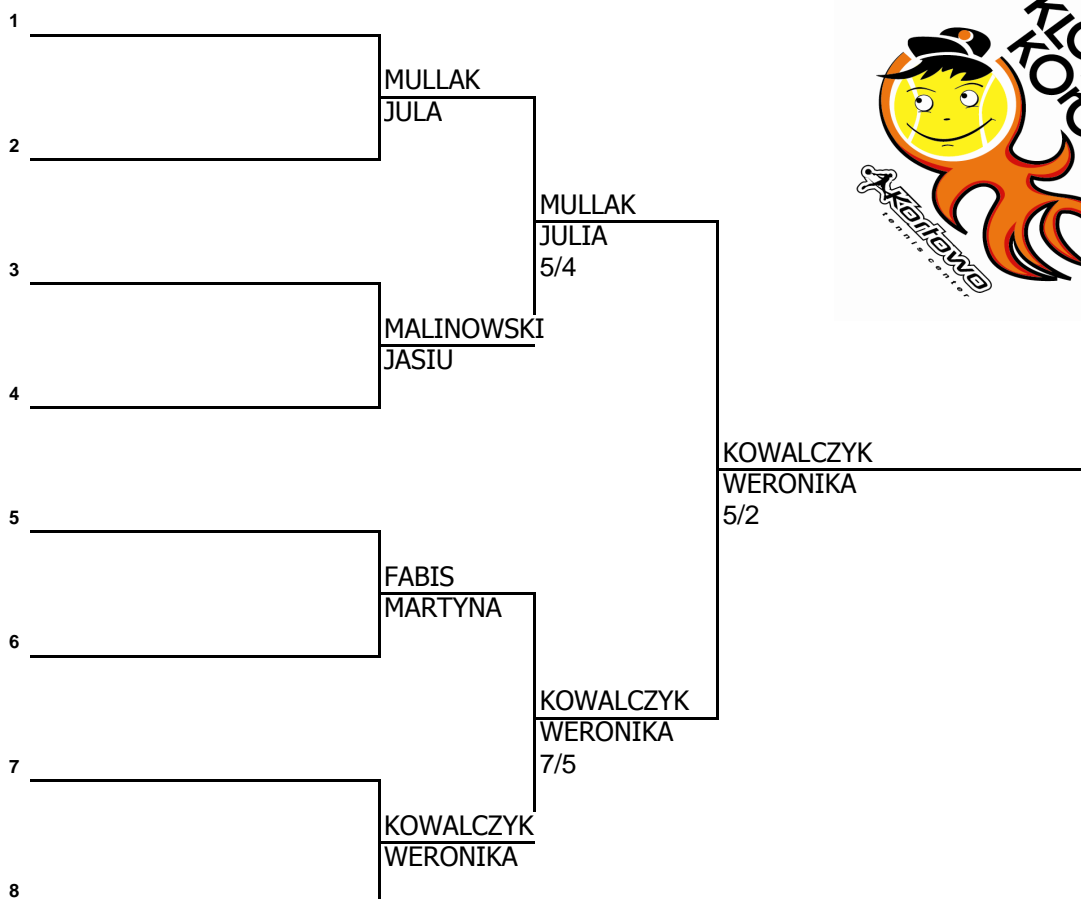 1
MULLAK
JULA
2
MULLAK
JULIA
5/4
3
MALINOWSKI
JASIU
4
KOWALCZYK
WERONIKA
5/2
5
FABIS
MARTYNA
6
KOWALCZYK
WERONIKA
7/5
7
KOWALCZYK
WERONIKA
8
Kortowo
tennis center